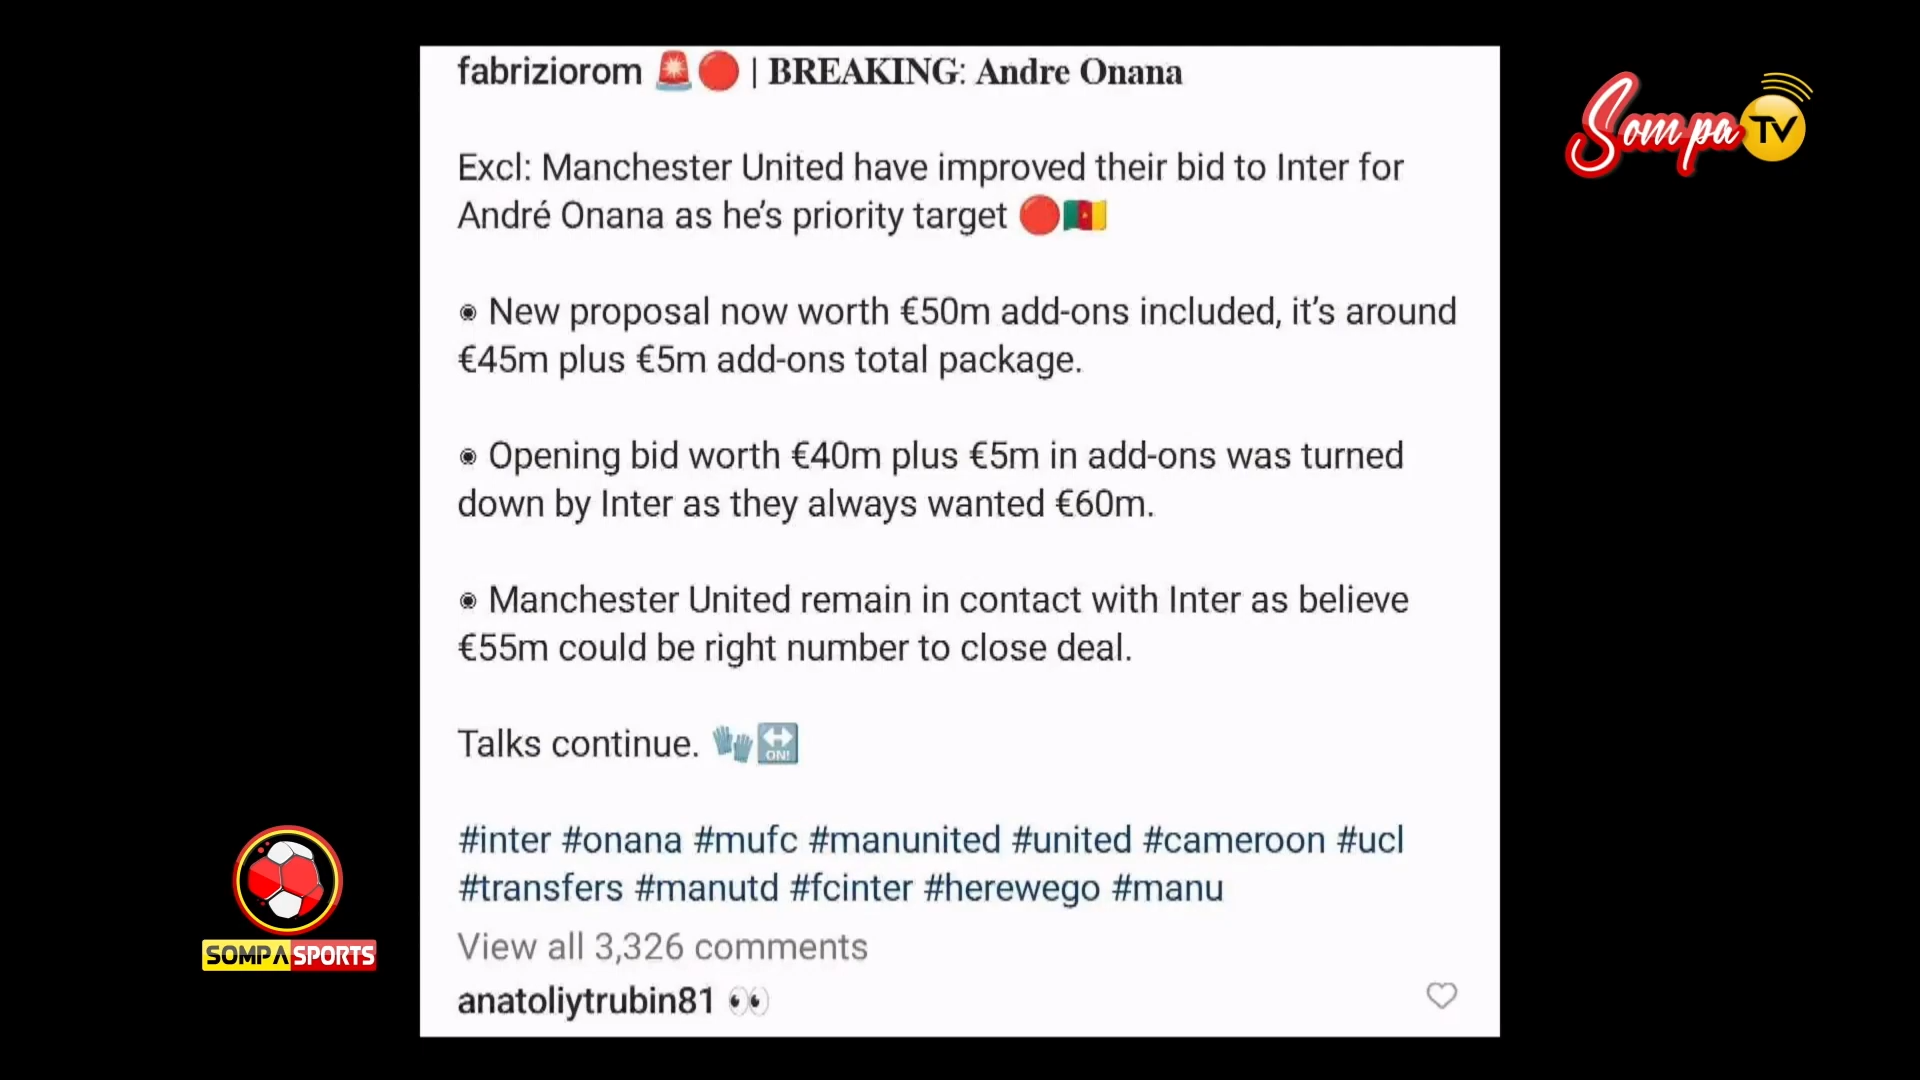 fabriziorom 🚨🔴 | BREAKING: Andre Onana
Excl: Manchester United have improved their bid to Inter for
André Onana as he’s priority target 🔴🇨🇲
◉ New proposal now worth €50m add-ons included, it’s around
€45m plus €5m add-ons total package.
◉ Opening bid worth €40m plus €5m in add-ons was turned
down by Inter as they always wanted €60m.
◉ Manchester United remain in contact with Inter as believe
€55m could be right number to close deal.
Talks continue. 🧤🔛
#inter #onana #mufc #manunited #united #cameroon #ucl
#transfers #manutd #fcinter #herewego #manu
View all 3,326 comments
anatoliytrubin81 👀
Sompa TV
SOMPA SPORTS